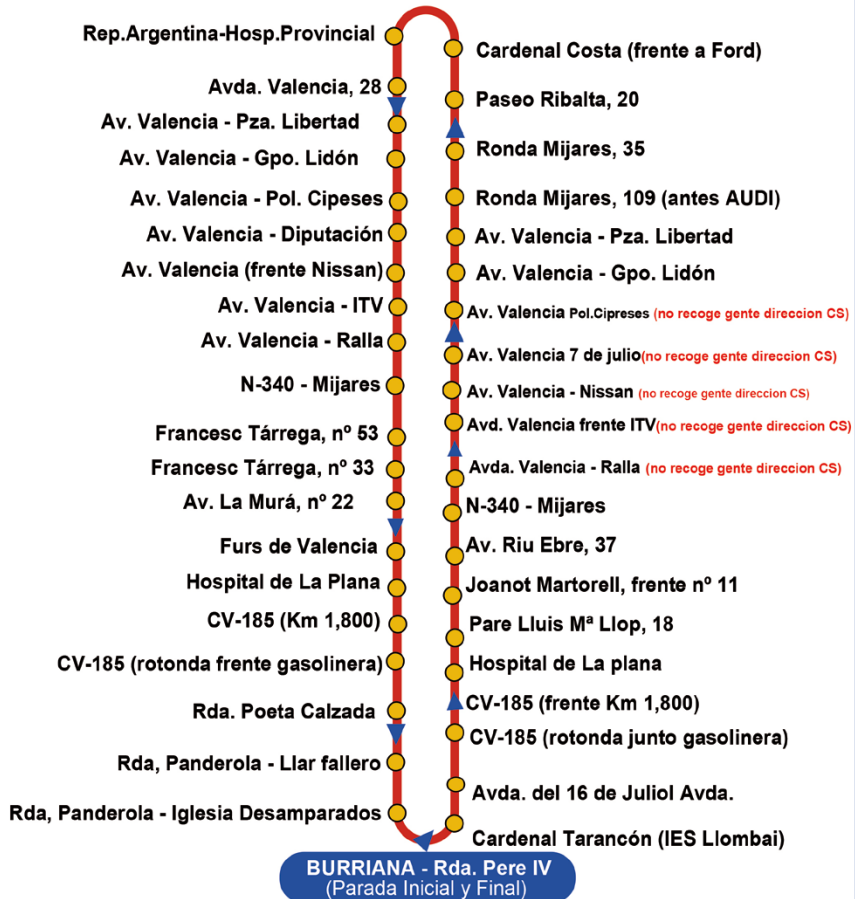 Rep.Argentina-Hosp.Provincial
Avda. Valencia, 28
Av. Valencia - Pza. Libertad
Av. Valencia - Gpo. Lidón
Av. Valencia - Pol. Cipeses
Av. Valencia - Diputación
Av. Valencia (frente Nissan)
Av. Valencia - ITV
Av. Valencia - Ralla
N-340 - Mijares
Francesc Tárrega, nº 53
Francesc Tárrega, nº 33
Av. La Murá, nº 22
Furs de Valencia
Hospital de La Plana
CV-185 (Km 1,800)
CV-185 (rotonda frente gasolinera)
Rda. Poeta Calzada
Rda, Panderola - Llar fallero
Rda, Panderola - Iglesia Desamparados
Cardenal Costa (frente a Ford)
Paseo Ribalta, 20
Ronda Mijares, 35
Ronda Mijares, 109 (antes AUDI)
Av. Valencia - Pza. Libertad
Av. Valencia - Gpo. Lidón
Av. Valencia Pol.Cipreses (no recoge gente direccion CS)
Av. Valencia 7 de julio(no recoge gente direccion CS)
Av. Valencia - Nissan (no recoge gente direccion CS)
Avd. Valencia frente ITV(no recoge gente direccion CS)
Avda. Valencia - Ralla (no recoge gente direccion CS)
N-340 - Mijares
Av. Riu Ebre, 37
Joanot Martorell, frente nº 11
Pare Lluis Mª Llop, 18
Hospital de La plana
CV-185 (frente Km 1,800)
CV-185 (rotonda junto gasolinera)
Avda. del 16 de Juliol Avda.
Cardenal Tarancón (IES Llombai)
BURRIANA - Rda. Pere IV
(Parada Inicial y Final)